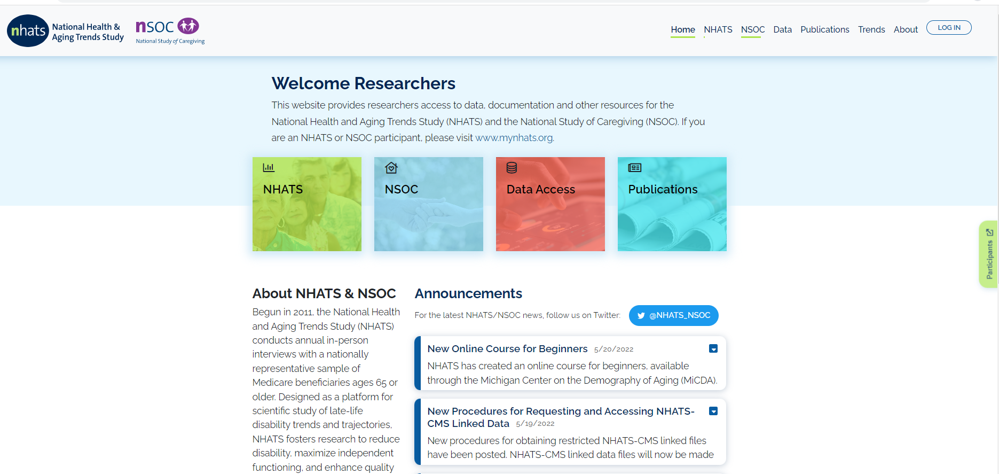 nhats National Health &
Aging Trends Study
nsoc
National Study of Caregiving
Home NHATS NSOC Data Publications Trends About LOG IN
Welcome Researchers
This website provides researchers access to data, documentation and other resources for the
National Health and Aging Trends Study (NHATS) and the National Study of Caregiving (NSOC). If you
are an NHATS or NSOC participant, please visit www.mynhats.org.
NHATS
NSOC
Data Access
Publications
Participants
About NHATS & NSOC
Begun in 2011, the National Health
and Aging Trends Study (NHATS)
conducts annual in-person
interviews with a nationally
representative sample of
Medicare beneficiaries ages 65 or
older. Designed as a platform for
scientific study of late-life
disability trends and trajectories,
NHATS fosters research to reduce
disability, maximize independent
functioning, and enhance quality
Announcements
For the latest NHATS/NSOC news, follow us on Twitter: @NHATS_NSOC
New Online Course for Beginners 5/20/2022
NHATS has created an online course for beginners, available
through the Michigan Center on the Demography of Aging (MiCDA).
New Procedures for Requesting and Accessing NHATS-
CMS Linked Data 5/19/2022
New procedures for obtaining restricted NHATS-CMS linked files
have been posted. NHATS-CMS linked data files will now be made